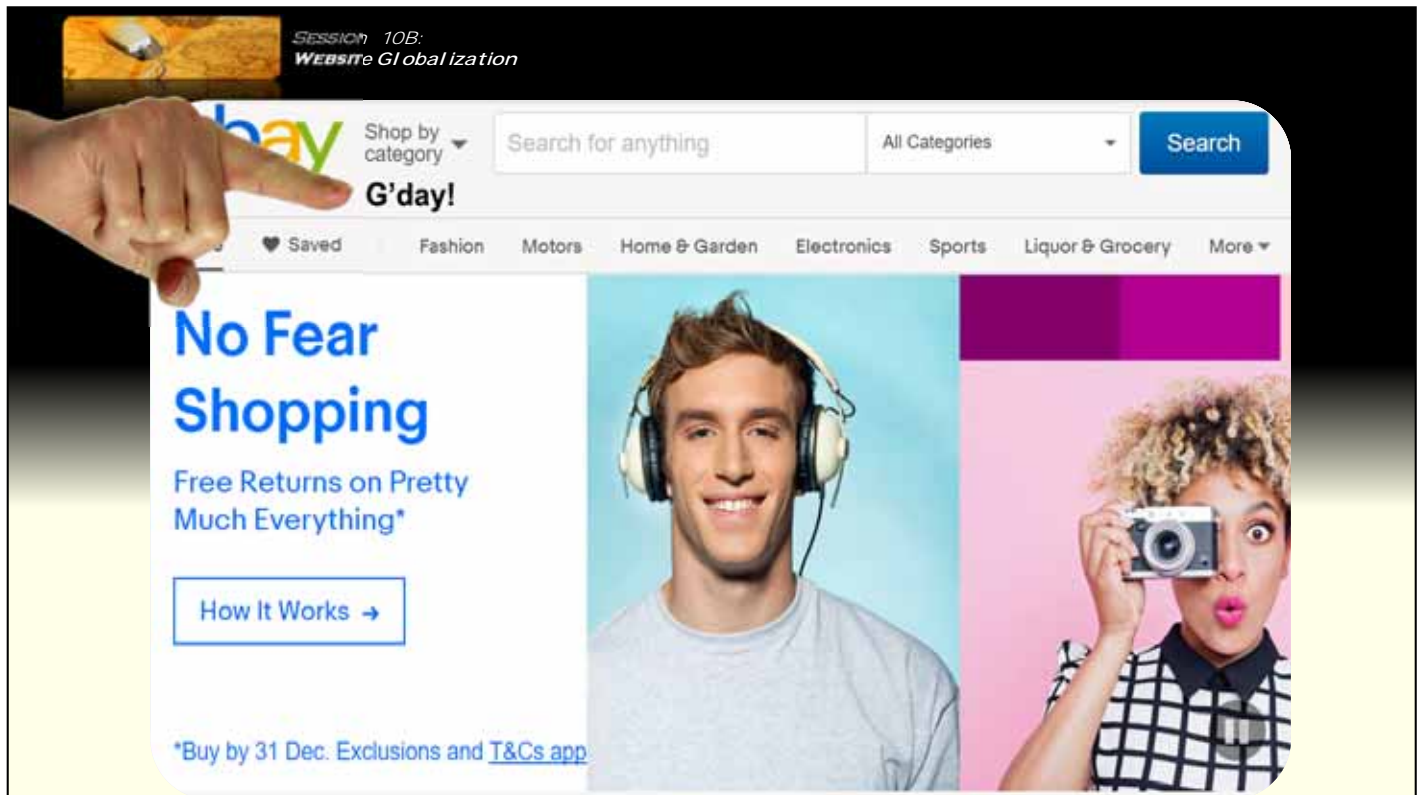 Session 10B:
Website Globalization
bay
Shop by
category
Search for anything
All Categories
Search
G'day!
Saved
Fashion
Motors
Home & Garden
Electronics
Sports
Liquor & Grocery
More
No Fear
Shopping
Free Returns on Pretty
Much Everything*
How It Works →
*Buy by 31 Dec. Exclusions and T&Cs app